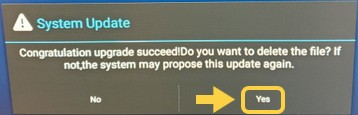 System Update
Congratulation upgrade succeed!Do you want to delete the file? If
not,the system may propose this update again.
No
Yes